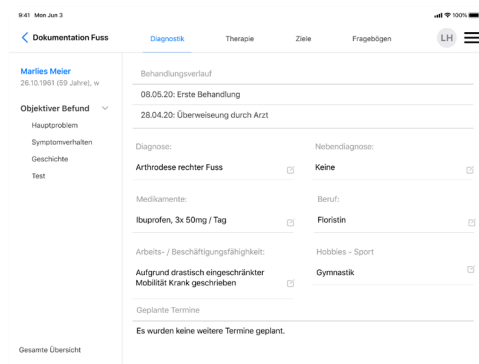 9:41 Mon Jun 3
100%
Dokumentation Fuss
Diagnostik
Therapie
Ziele
Fragebögen
LH
Marlies Meier
26.10.1961 (59 Jahre), w
Objektiver Befund
Hauptproblem
Symptomverhalten
Geschichte
Test
Gesamte Übersicht
Behandlungsverlauf
08.05.20: Erste Behandlung
28.04.20: Überweiseung durch Arzt
Diagnose:
Arthrodese rechter Fuss
Nebendiagnose:
Keine
Medikamente:
Ibuprofen, 3x 50mg / Tag
Beruf:
Floristin
Arbeits- / Beschäftigungsfähigkeit:
Aufgrund drastisch eingeschränkter
Mobilität Krank geschrieben
Hobbies - Sport
Gymnastik
Geplante Termine
Es wurden keine weitere Termine geplant.